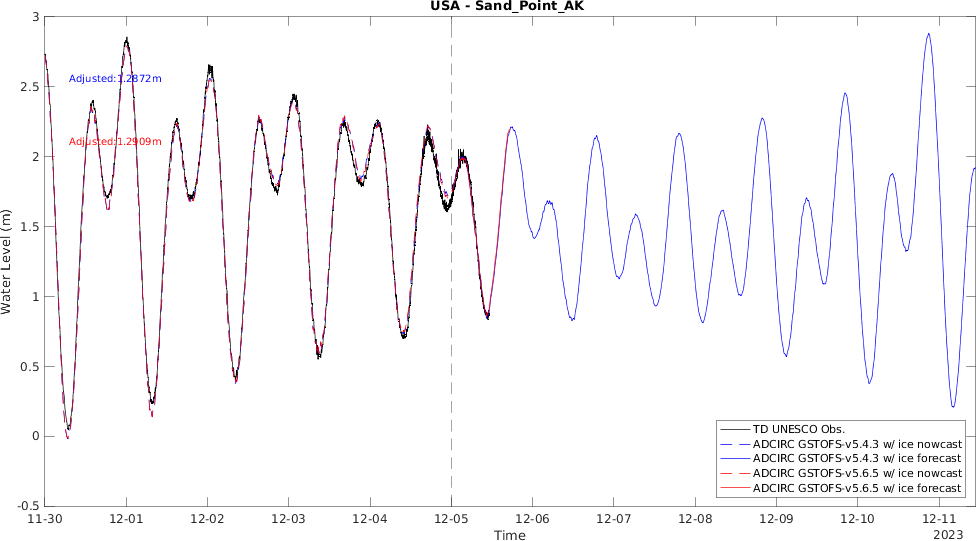 USA - Sand_Point_AK
3
2.5
2
1.5
1
0.5
0
-0.5
Water Level (m)
Adjusted:1.2872m
Adjusted:1.2909m
TD UNESCO Obs.
ADCIRC GSTOFS-v5.4.3 w/ ice nowcast
ADCIRC GSTOFS-v5.4.3 w/ ice forecast
ADCIRC GSTOFS-v5.6.5 w/ ice nowcast
ADCIRC GSTOFS-v5.6.5 w/ ice forecast
11-30 12-01 12-02 12-03 12-04 12-05 12-06 12-07 12-08 12-09 12-10 12-11
Time
2023